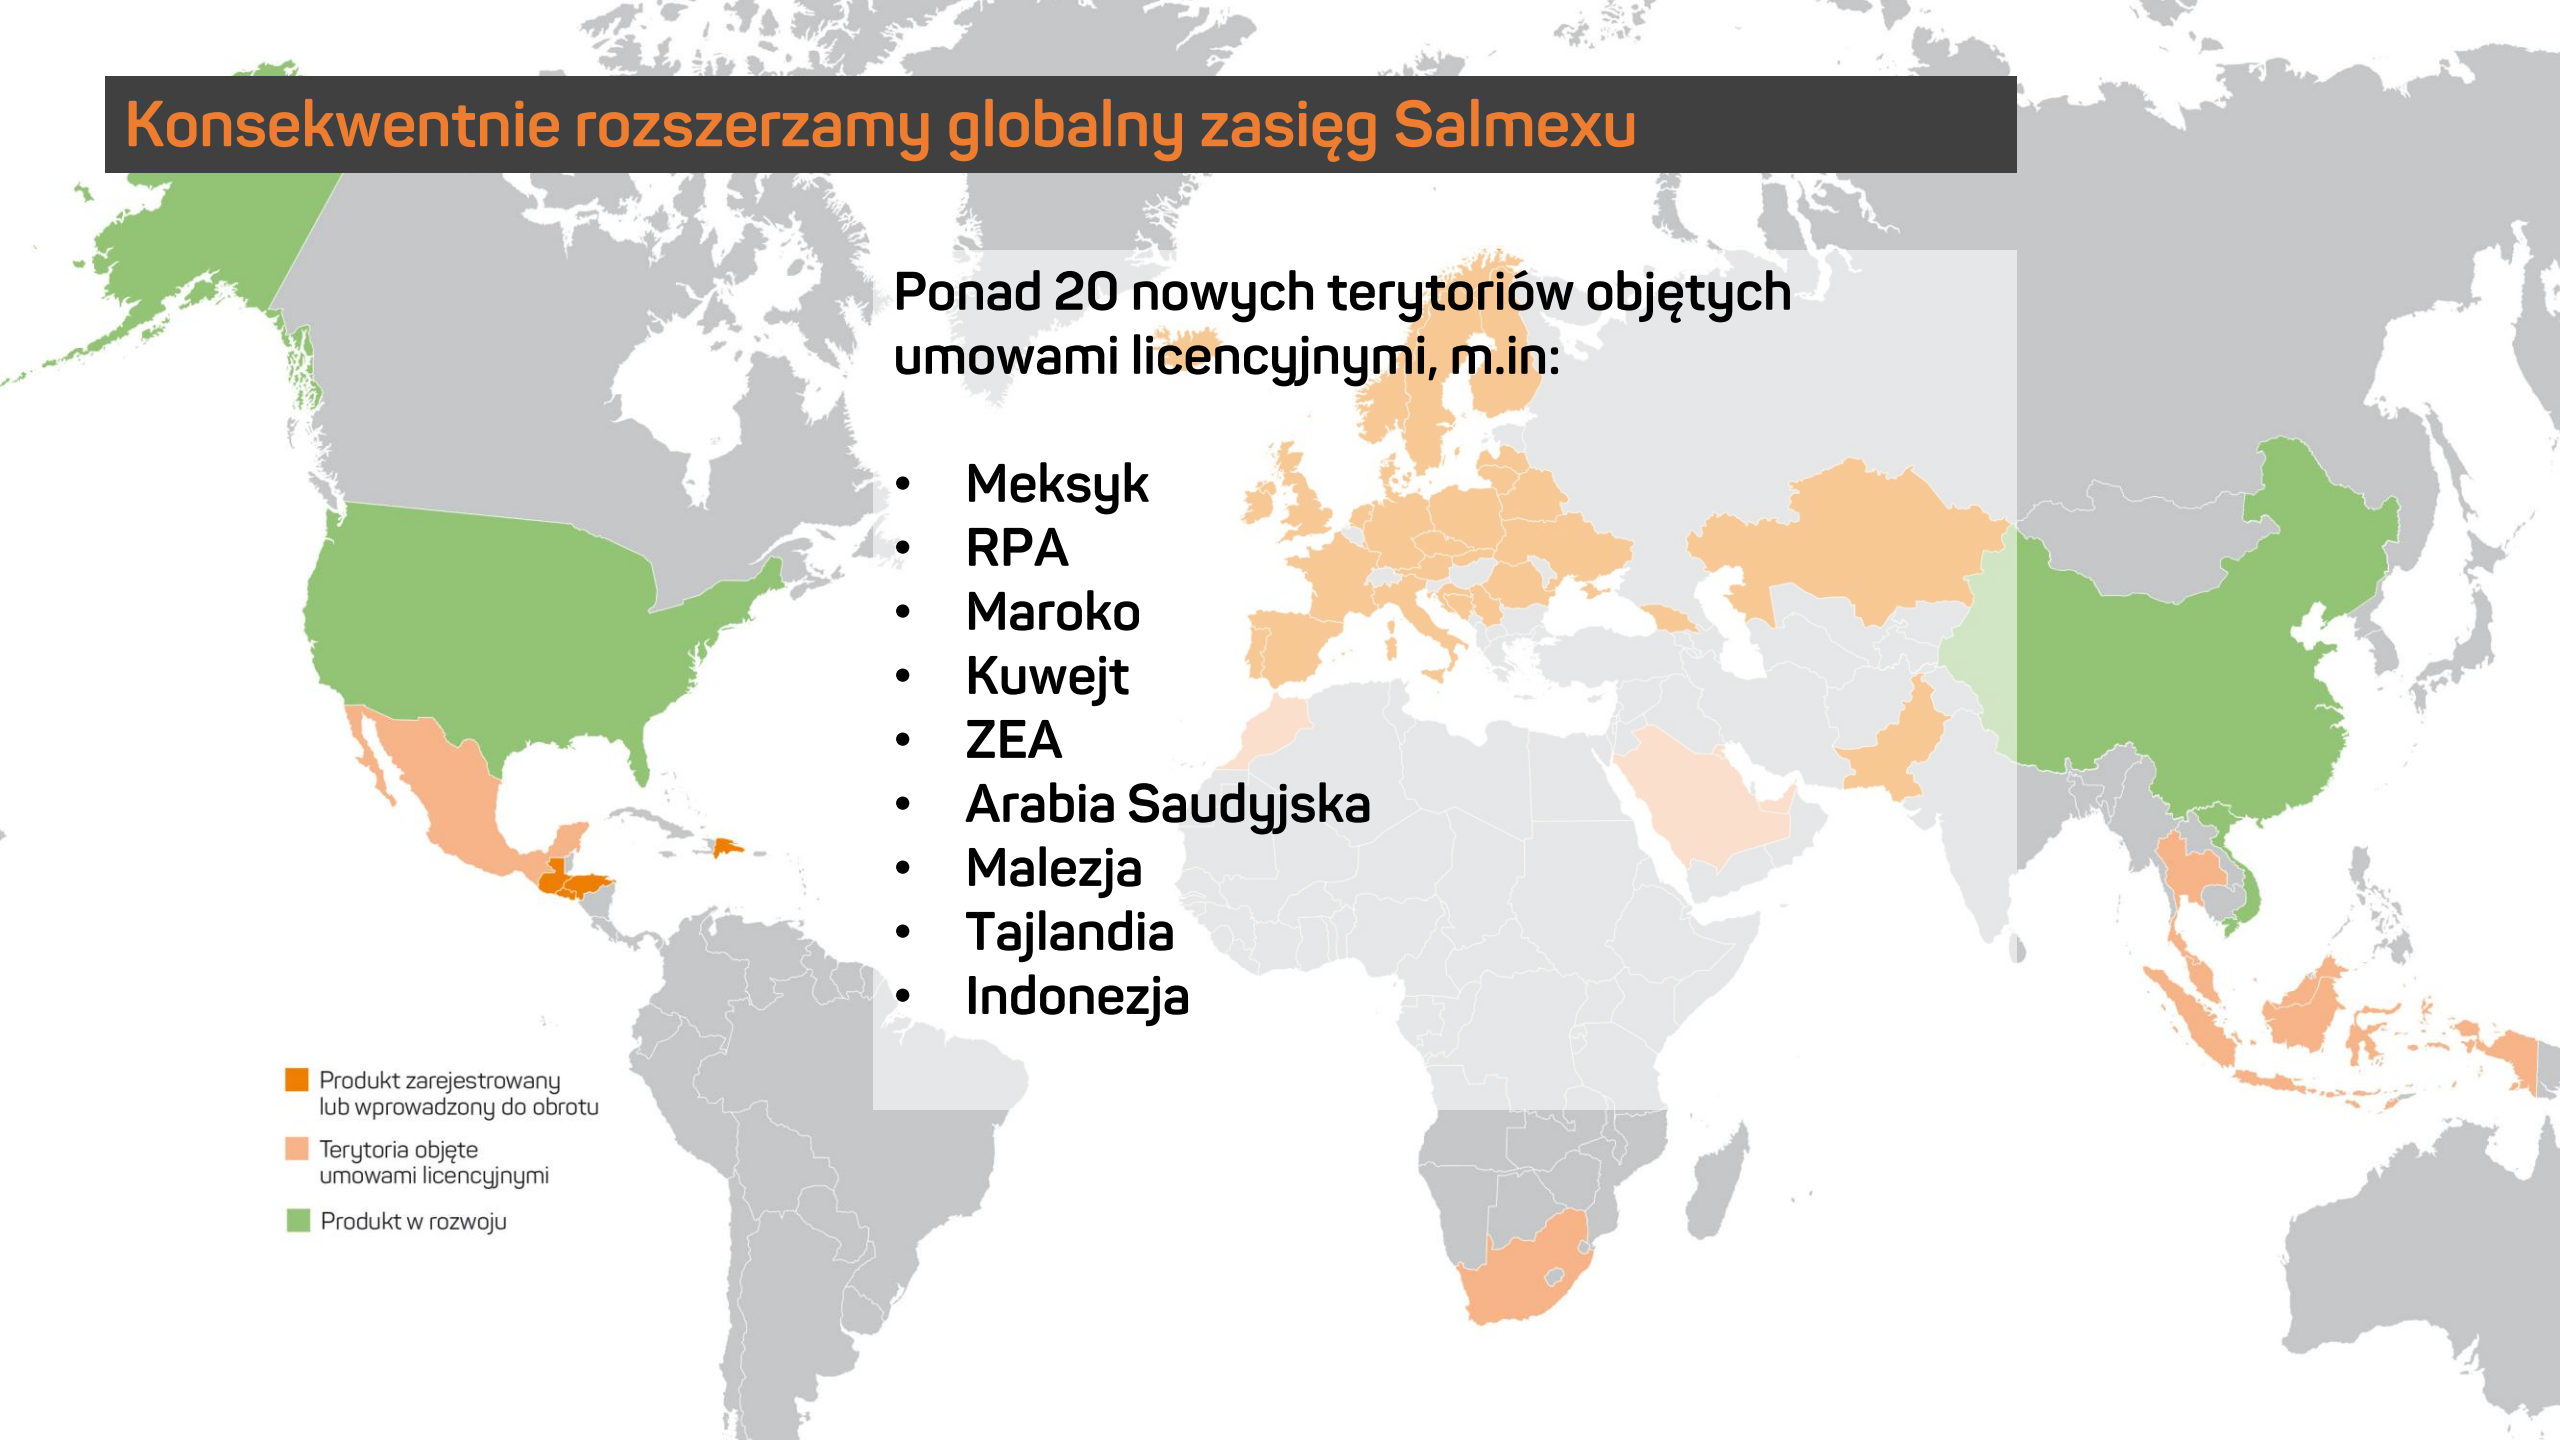 Konsekwentnie rozszerzamy globalny zasięg Salmexu
Ponad 20 nowych terytoriów objętych
umowami licencyjnymi, m.in:
• Meksyk
• RPA
• Maroko
• Kuwejt
• ZEA
• Arabia Saudyjska
• Malezja
• Tajlandia
• Indonezja
Produkt zarejestrowany
lub wprowadzony do obrotu
Terytoria objęte
umowami licencyjnymi
Produkt w rozwoju